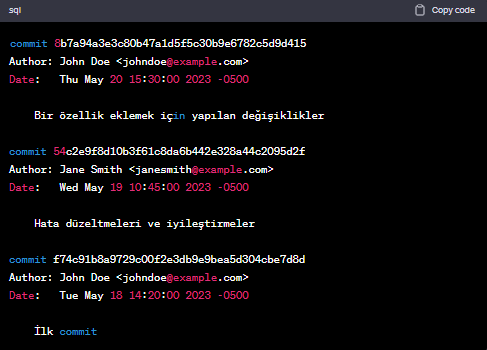 sql
Copy code
commit 8b7a94a3e3c80b47a1d5f5c30b9e6782c5d9d415
Author: John Doe <johndoe@example.com>
Date: Thu May 20 15:30:00 2023 -0500
Bir özellik eklemek için yapılan değişiklikler
commit 54c2e9f8d10b3f61c8da6b442e328a44c2095d2f
Author: Jane Smith <janesmith@example.com>
Date: Wed May 19 10:45:00 2023 -0500
Hata düzeltmeleri ve iyileştirmeler
commit f74c91b8a9729c00f2e3db9e9bea5d304cbe7d8d
Author: John Doe <johndoe@example.com>
Date: Tue May 18 14:20:00 2023 -0500
İlk commit